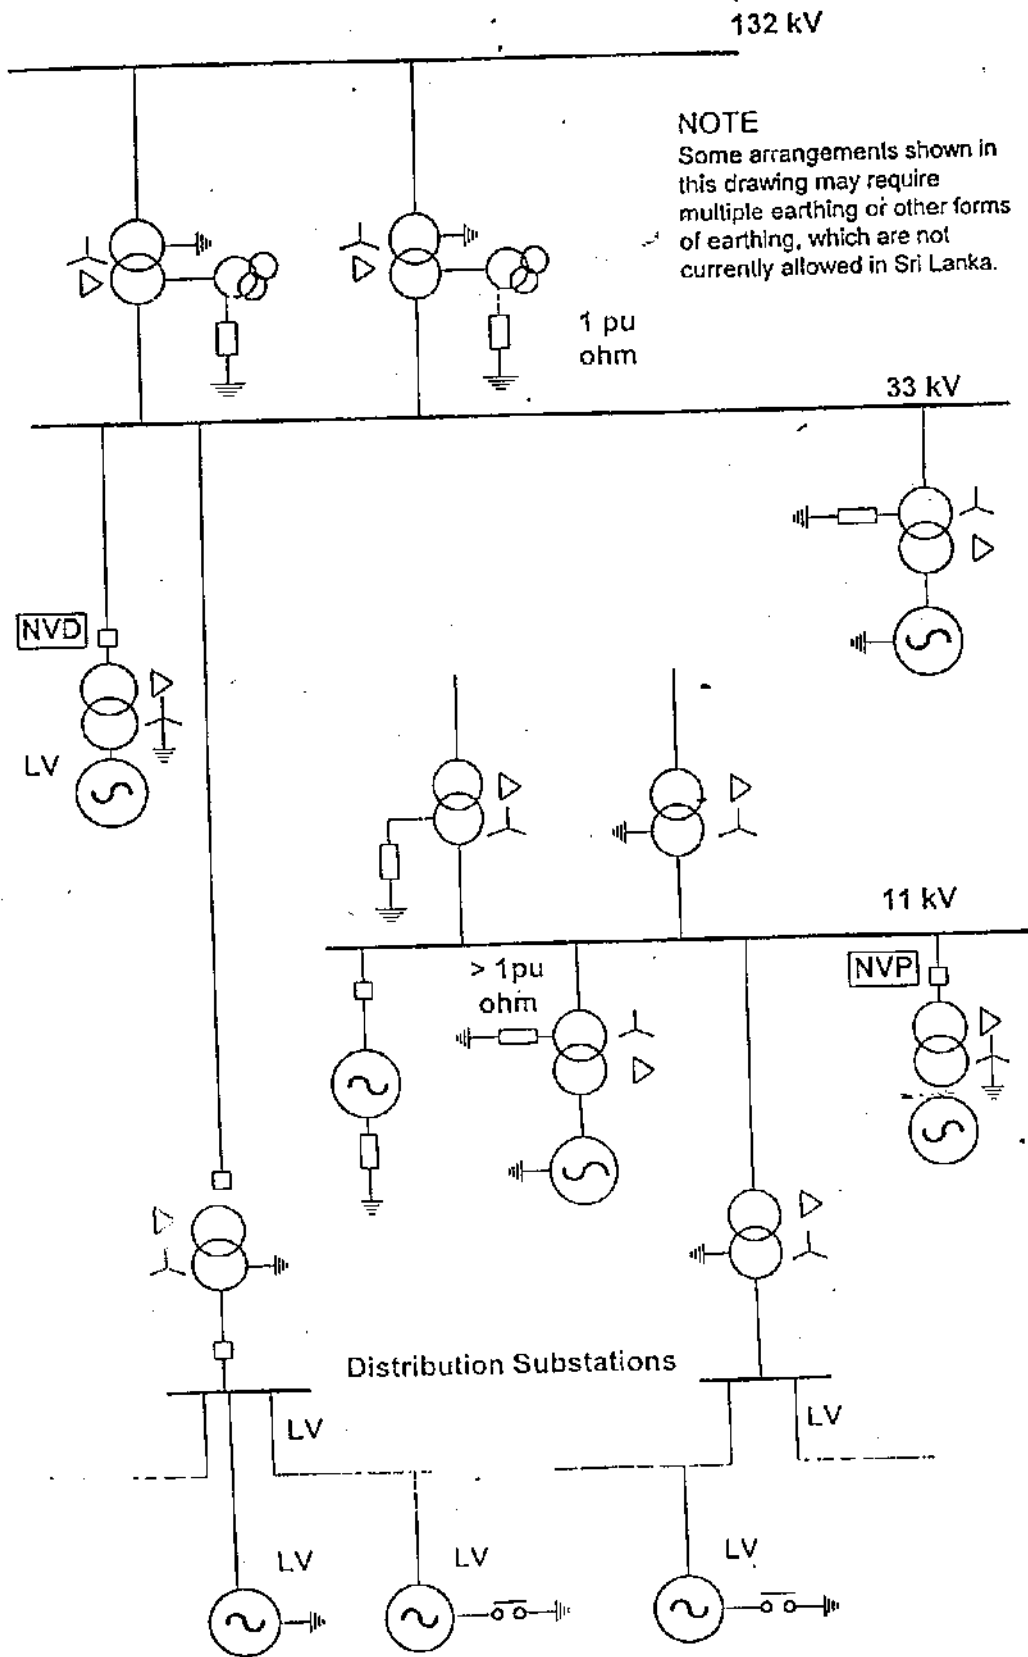 132 kV
NOTE
Some arrangements shown in
this drawing may require
multiple earthing or other forms
of earthing, which are not
currently allowed in Sri Lanka.
1 pu
ohm
33 kV
NVD
LV
11 kV
> 1pu
ohm
NVP
Distribution Substations
LV
LV
LV
LV
LV